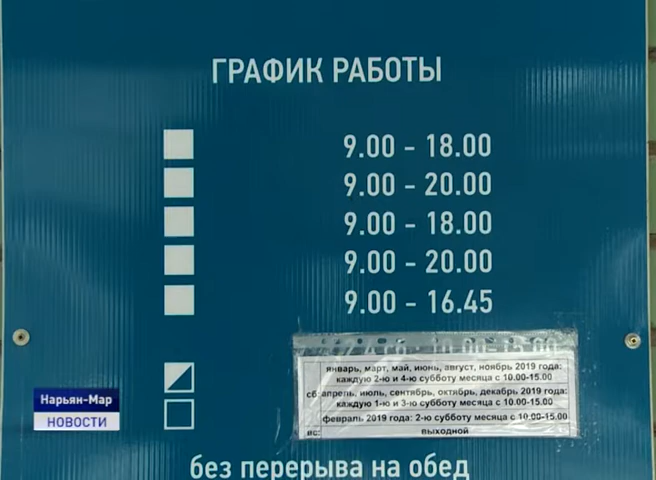 ГРАФИК РАБОТЫ
9.00 - 18.00
9.00 - 20.00
9.00 - 18.00
9.00 - 20.00
9.00 - 16.45
январь, март, май, июнь, август, ноябрь 2019 года:
каждую 2-ю и 4-ю субботу месяца с 10.00-15.00
сб: апрель, июль, сентябрь, октябрь, декабрь 2019 года:
каждую 1-ю и 3-ю субботу месяца с 10.00-15.00
февраль 2019 года: 2-ю субботу месяца с 10.00-15.00
вс: выходной
Нарьян-Мар
НОВОСТИ
без перерыва на обед